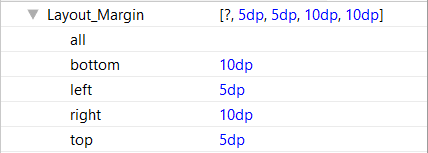 Layout_Margin [?, 5dp, 5dp, 10dp, 10dp]
all
bottom 10dp
left 5dp
right 10dp
top 5dp